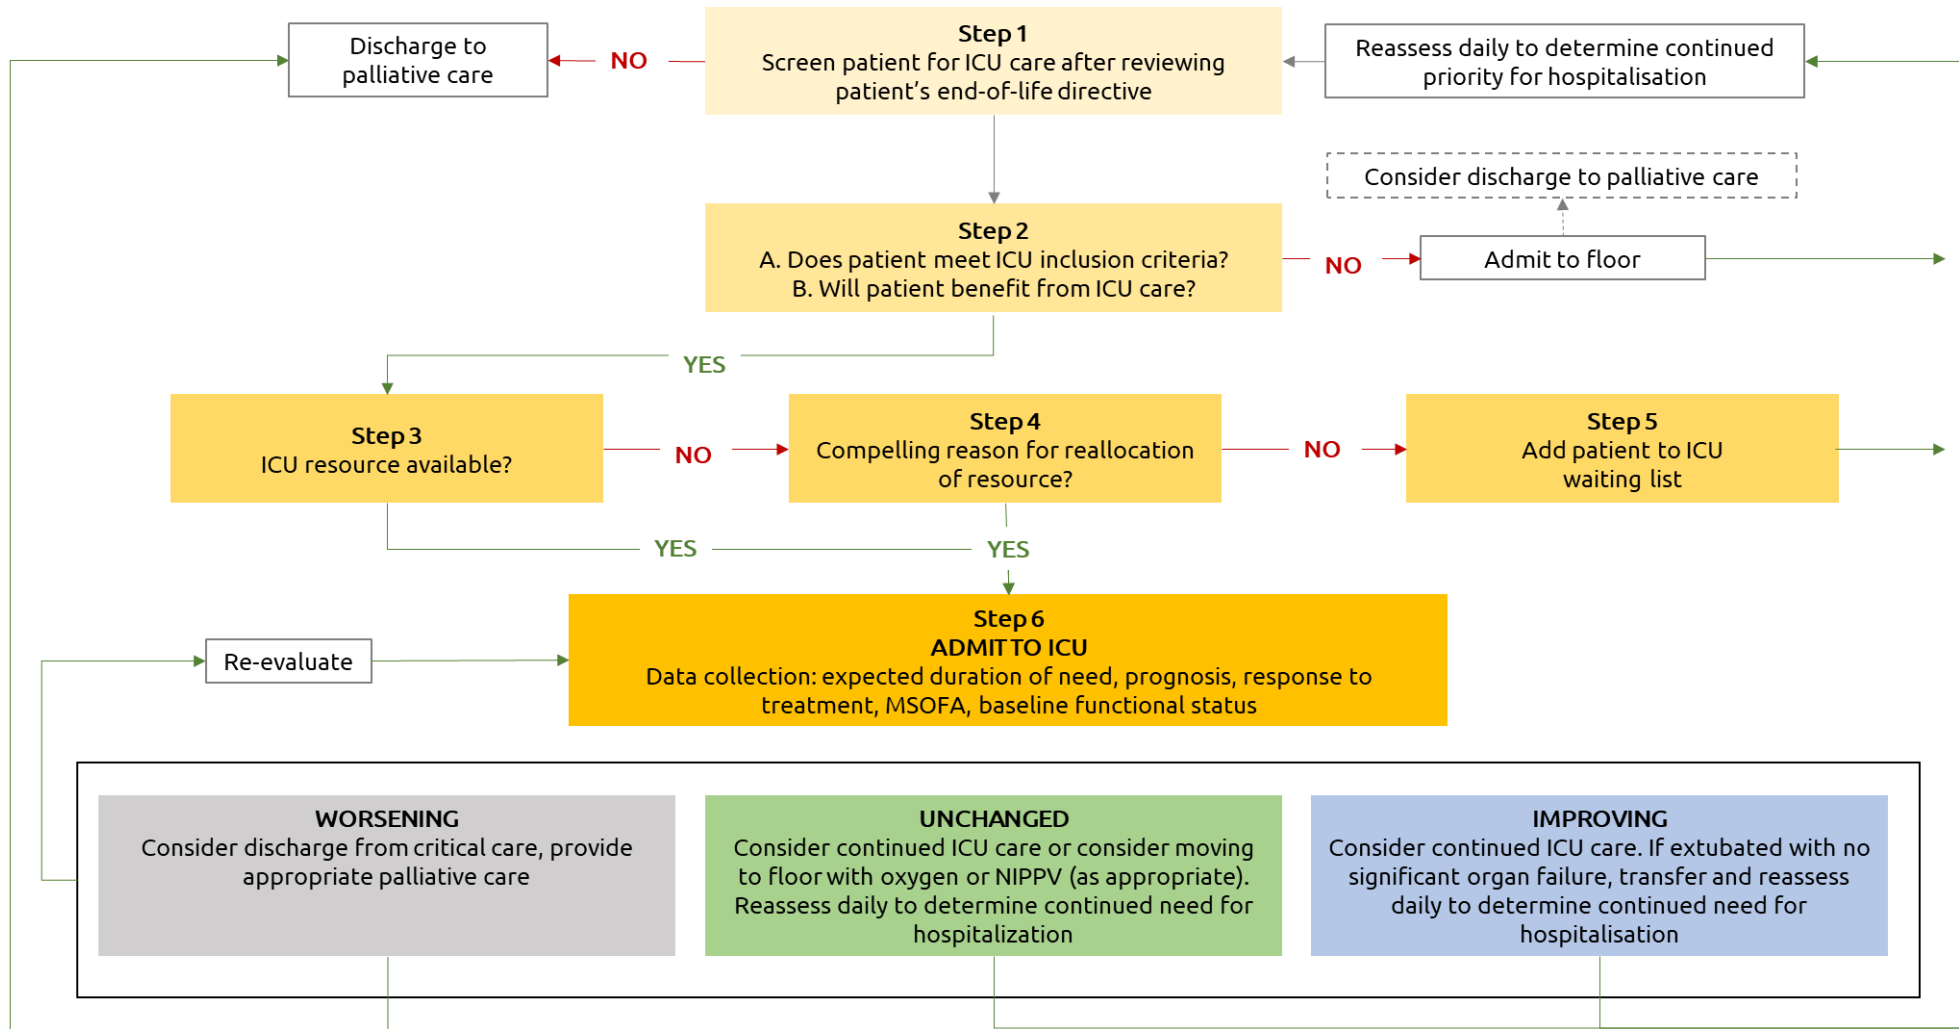 Discharge to
palliative care
NO
Step 1
Screen patient for ICU care after reviewing
patient's end-of-life directive
Reassess daily to determine continued
priority for hospitalisation
Consider discharge to palliative care
Step 2
A. Does patient meet ICU inclusion criteria?
B. Will patient benefit from ICU care?
NO
Admit to floor
YES
Step 3
ICU resource available?
NO
Step 4
Compelling reason for reallocation
of resource?
NO
Step 5
Add patient to ICU
waiting list
YES
YES
Step 6
ADMIT TO ICU
Data collection: expected duration of need, prognosis, response to
treatment, MSOFA, baseline functional status
Re-evaluate
WORSENING
Consider discharge from critical care, provide
appropriate palliative care
UNCHANGED
Consider continued ICU care or consider moving
to floor with oxygen or NIPPV (as appropriate).
Reassess daily to determine continued need for
hospitalization
IMPROVING
Consider continued ICU care. If extubated with no
significant organ failure, transfer and reassess
daily to determine continued need for
hospitalisation